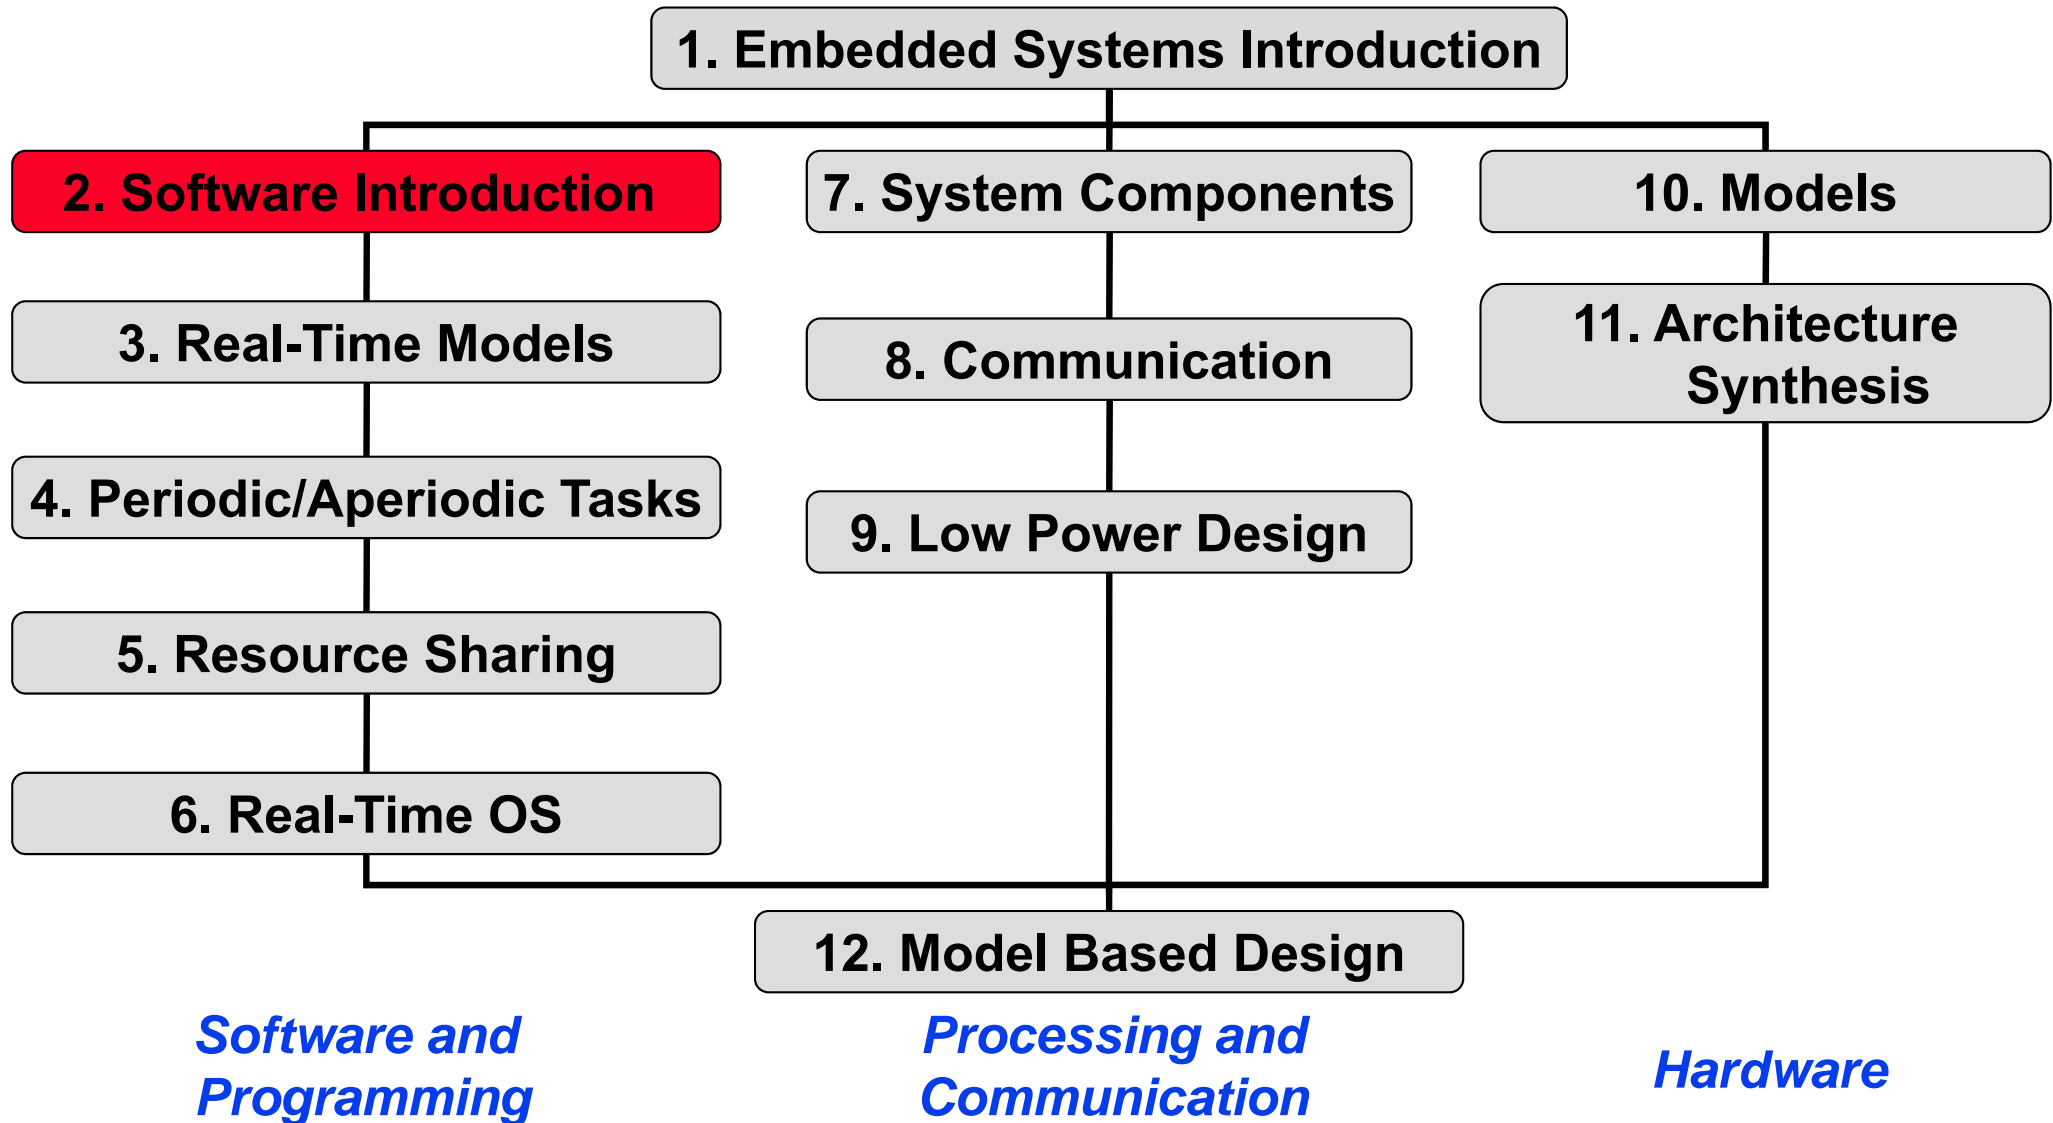 1. Embedded Systems Introduction
2. Software Introduction
7. System Components
10. Models
3. Real-Time Models
8. Communication
11. Architecture
Synthesis
4. Periodic/Aperiodic Tasks
9. Low Power Design
5. Resource Sharing
6. Real-Time OS
12. Model Based Design
Software and
Programming
Processing and
Communication
Hardware